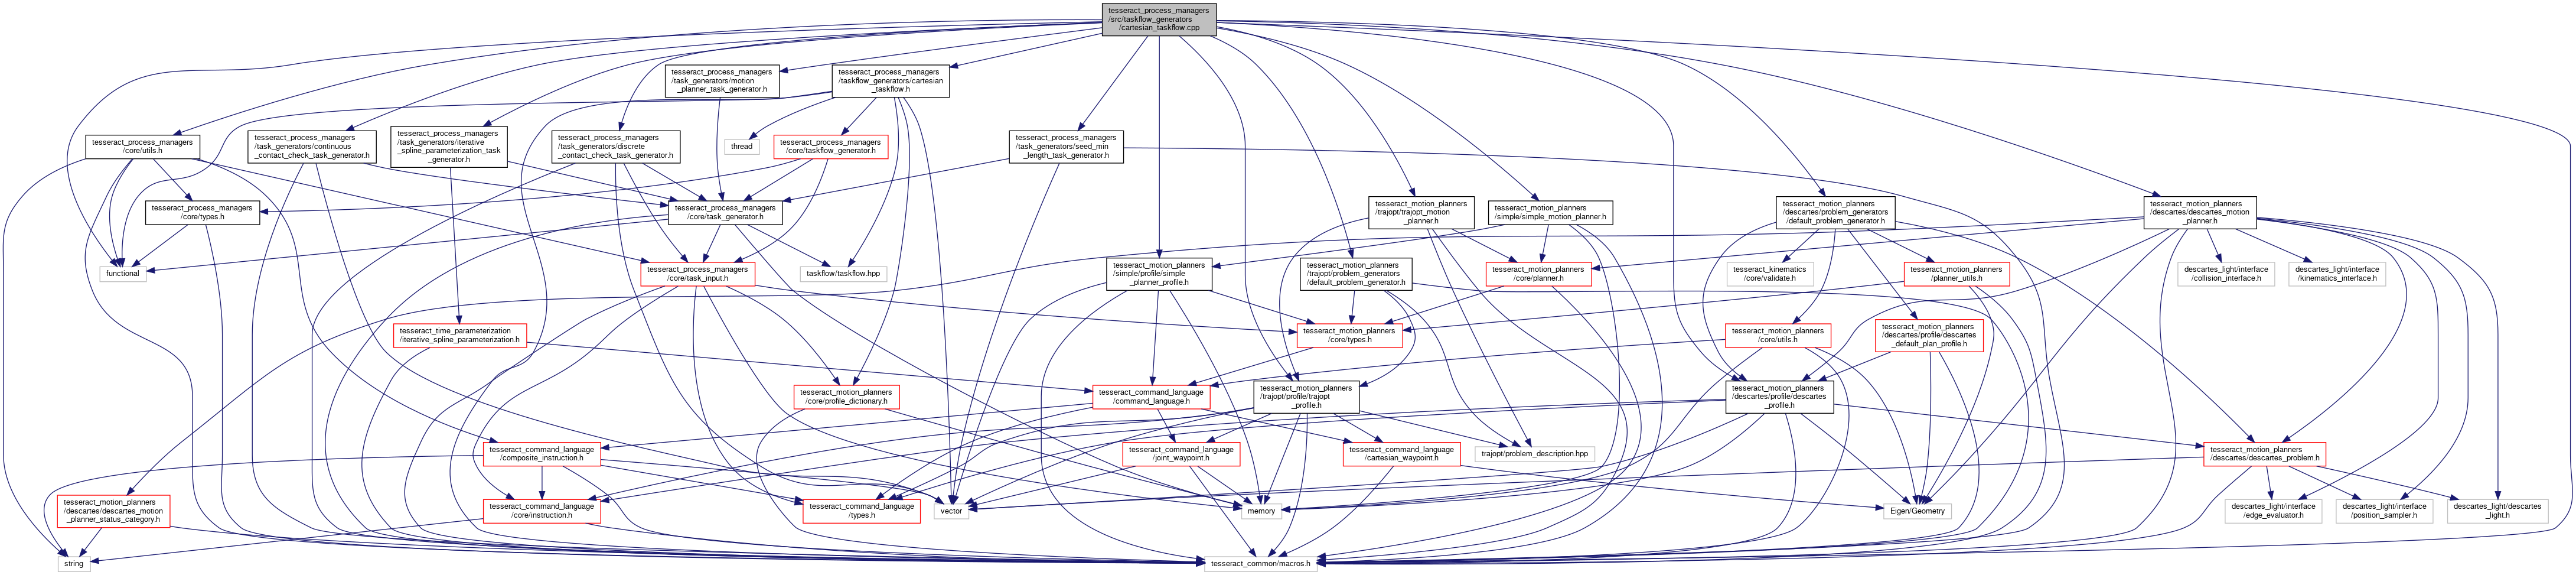 tesseract_process_managers
/src/taskflow_generators
/cartesian_taskflow.cpp
tesseract_process_managers
/task_generators/motion
_planner_task_generator.h
tesseract_process_managers
/taskflow_generators/cartesian
_taskflow.h
tesseract_process_managers
/core/utils.h
tesseract_process_managers
/task_generators/continuous
_contact_check_task_generator.h
tesseract_process_managers
/task_generators/iterative
_spline_parameterization_task
_generator.h
tesseract_process_managers
/task_generators/discrete
_contact_check_task_generator.h
thread
tesseract_process_managers
/core/taskflow_generator.h
tesseract_process_managers
/task_generators/seed_min
_length_task_generator.h
tesseract_process_managers
/core/types.h
tesseract_process_managers
/core/task_generator.h
tesseract_motion_planners
/trajopt/trajopt_motion
_planner.h
tesseract_motion_planners
/simple/simple_motion_planner.h
tesseract_motion_planners
/descartes/problem_generators
/default_problem_generator.h
tesseract_motion_planners
/descartes/descartes_motion
_planner.h
functional
tesseract_process_managers
/core/task_input.h
taskflow/taskflow.hpp
tesseract_motion_planners
/simple/profile/simple
_planner_profile.h
tesseract_motion_planners
/trajopt/problem_generators
/default_problem_generator.h
tesseract_motion_planners
/core/planner.h
tesseract_kinematics
/core/validate.h
tesseract_motion_planners
/planner_utils.h
descartes_light/interface
/collision_interface.h
descartes_light/interface
/kinematics_interface.h
tesseract_time_parameterization
/iterative_spline_parameterization.h
tesseract_motion_planners
/core/types.h
tesseract_motion_planners
/core/utils.h
tesseract_motion_planners
/descartes/profile/descartes
_default_plan_profile.h
tesseract_motion_planners
/core/profile_dictionary.h
tesseract_command_language
/command_language.h
tesseract_motion_planners
/trajopt/profile/trajopt
_profile.h
tesseract_motion_planners
/descartes/profile/descartes
_profile.h
tesseract_command_language
/composite_instruction.h
tesseract_command_language
/joint_waypoint.h
tesseract_command_language
/cartesian_waypoint.h
trajopt/problem_description.hpp
tesseract_motion_planners
/descartes/descartes_problem.h
tesseract_motion_planners
/descartes/descartes_motion
_planner_status_category.h
tesseract_command_language
/core/instruction.h
tesseract_command_language
/types.h
vector
memory
Eigen/Geometry
descartes_light/interface
/edge_evaluator.h
descartes_light/interface
/position_sampler.h
descartes_light/descartes
_light.h
string
tesseract_common/macros.h